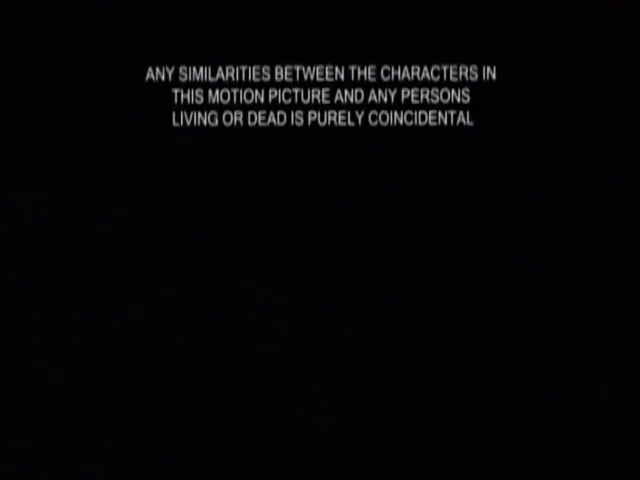 ANY SIMILARITIES BETWEEN THE CHARACTERS IN
THIS MOTION PICTURE AND ANY PERSONS
LIVING OR DEAD IS PURELY COINCIDENTAL